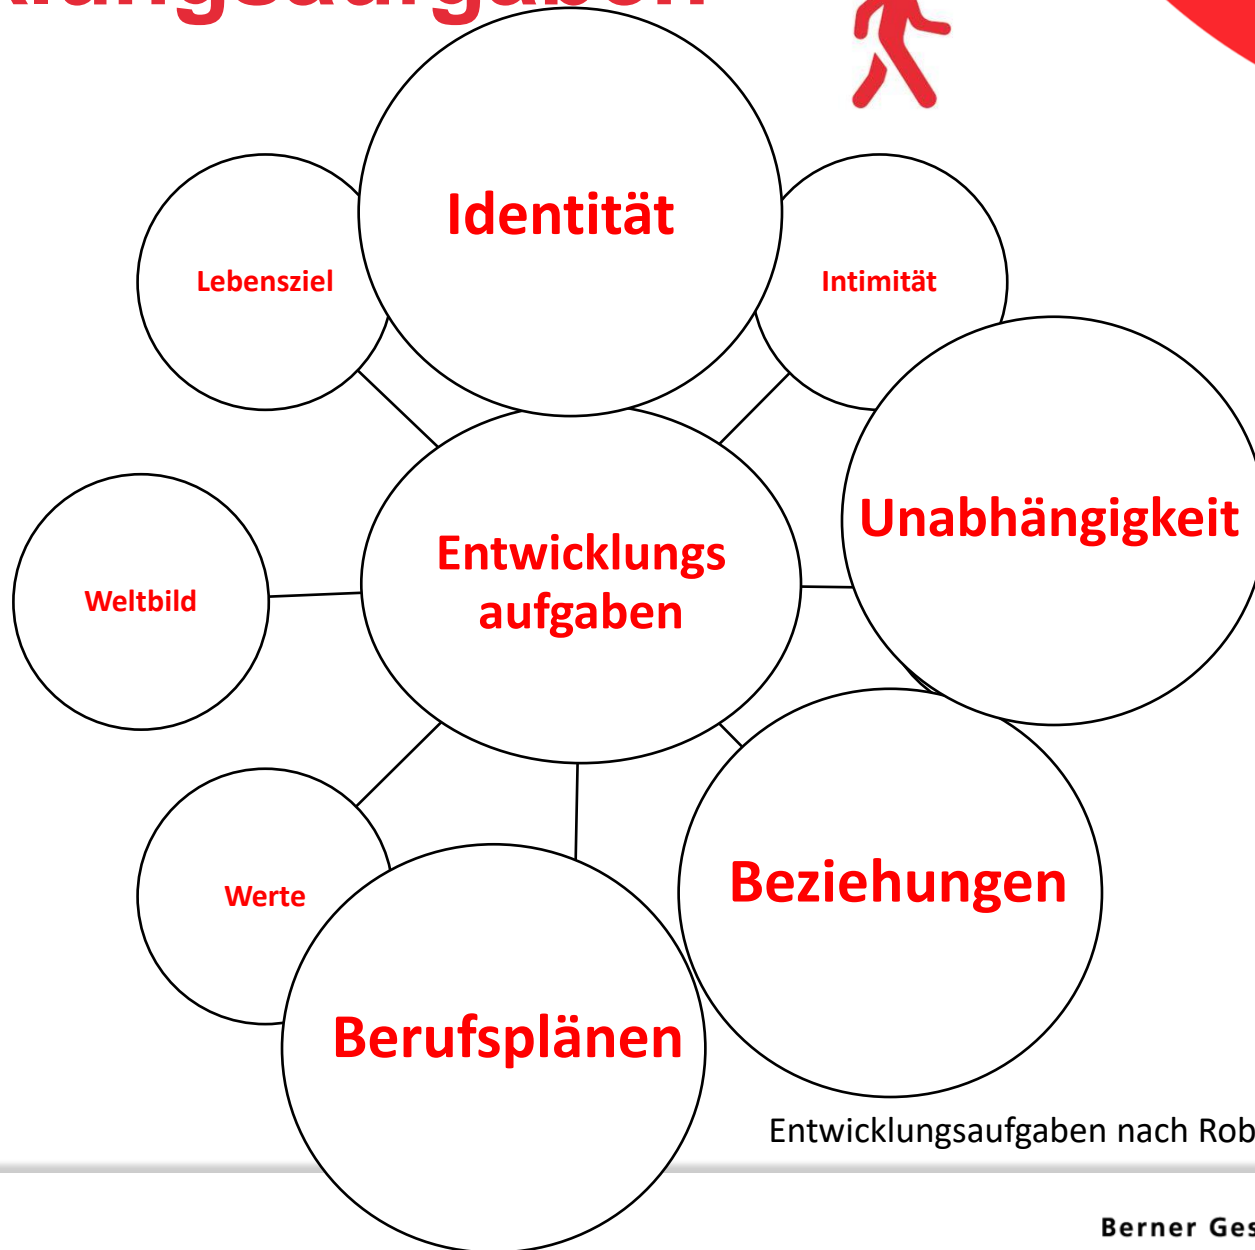 Identität
Lebensziel
Intimität
Unabhängigkeit
Entwicklungs
aufgaben
Weltbild
Beziehungen
Werte
Berufsplänen
Entwicklungsaufgaben nach Rob
Berner Ges